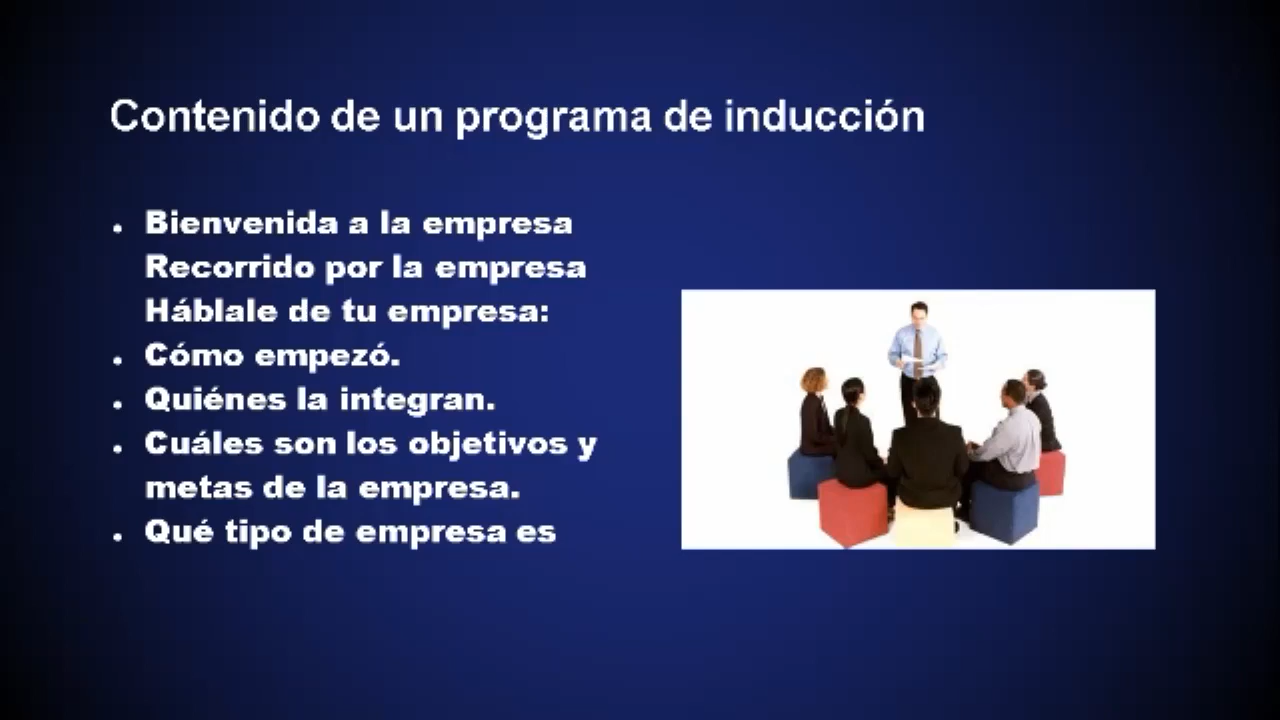 Contenido de un programa de inducción
• Bienvenida a la empresa
Recorrido por la empresa
Háblale de tu empresa:
• Cómo empezó.
• Quiénes la integran.
• Cuáles son los objetivos y
metas de la empresa.
• Qué tipo de empresa es